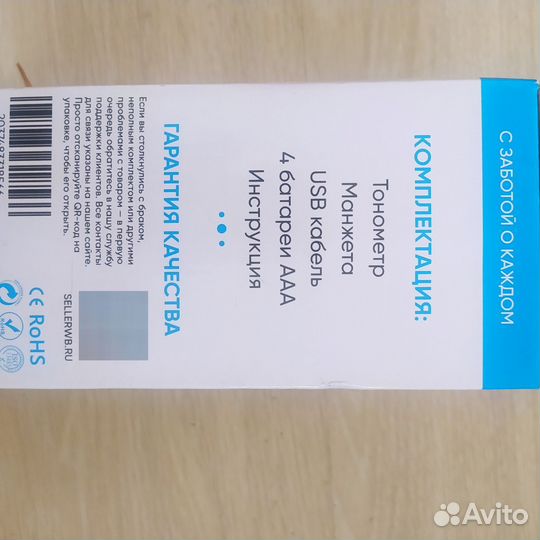 С ЗАБОТОЙ О КАЖДОМ
КОМПЛЕКТАЦИЯ:
Тонометр
Манжета
USB кабель
4 батареи ААА
Инструкция
ГАРАНТИЯ КАЧЕСТВА
Если вы столкнулись с браком,
неполным комплектом или другими
проблемами с товаром — в первую
очередь обратитесь в нашу службу
поддержки клиентов. Все контакты
для связи указаны на нашем сайте.
Просто отсканируйте QR-код на
упаковке, чтобы его открыть.
SELLERWB.RU
CE RoHS
ISO
Avito